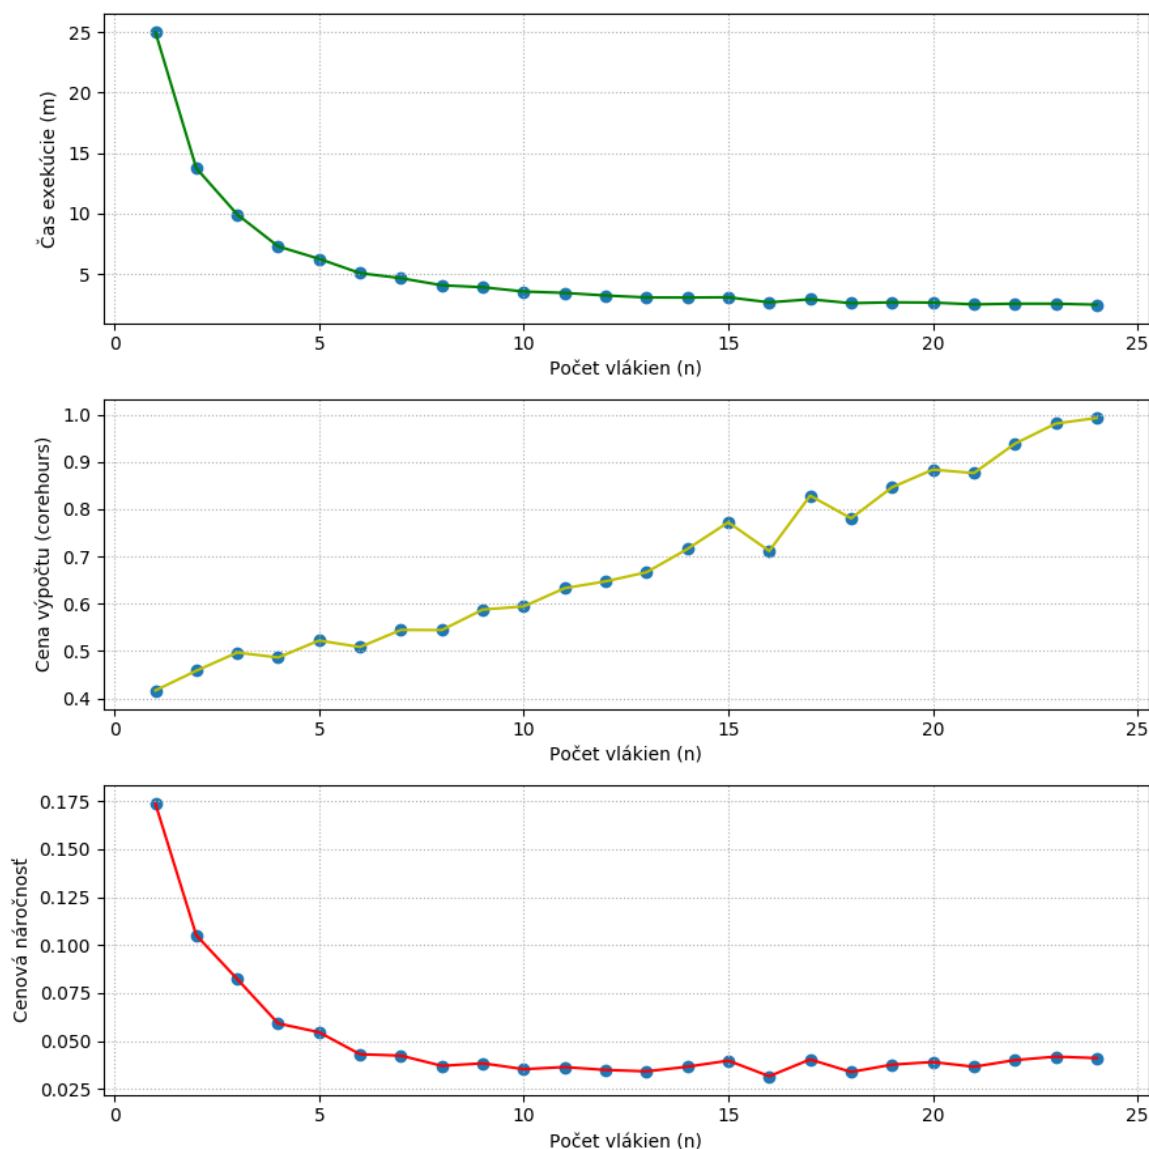 25
20
15
10
5
Čas exekúcie (m)
0 5 10 15 20 25
Počet vlákien (n)
1.0
0.9
0.8
0.7
0.6
0.5
0.4
Cena výpočtu (corehours)
0 5 10 15 20 25
Počet vlákien (n)
0.175
0.150
0.125
0.100
0.075
0.050
0.025
Cenová náročnosť
0 5 10 15 20 25
Počet vlákien (n)